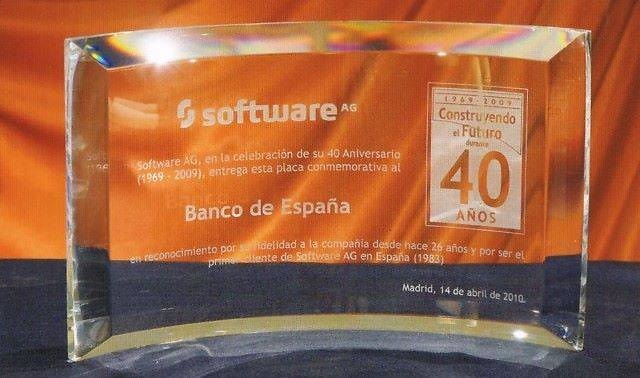 software AG
Software AG, en la celebración de su 40 Aniversario
(1969 - 2009), entrega esta placa conmemorativa al
Banco de España
en reconocimiento por su fidelidad a la compañía desde hace 26 años y por ser el
primer cliente de Software AG en España (1983)
Madrid, 14 de abril de 2010
1969-2009
Construyendo
el Futuro
durante
40
AÑOS